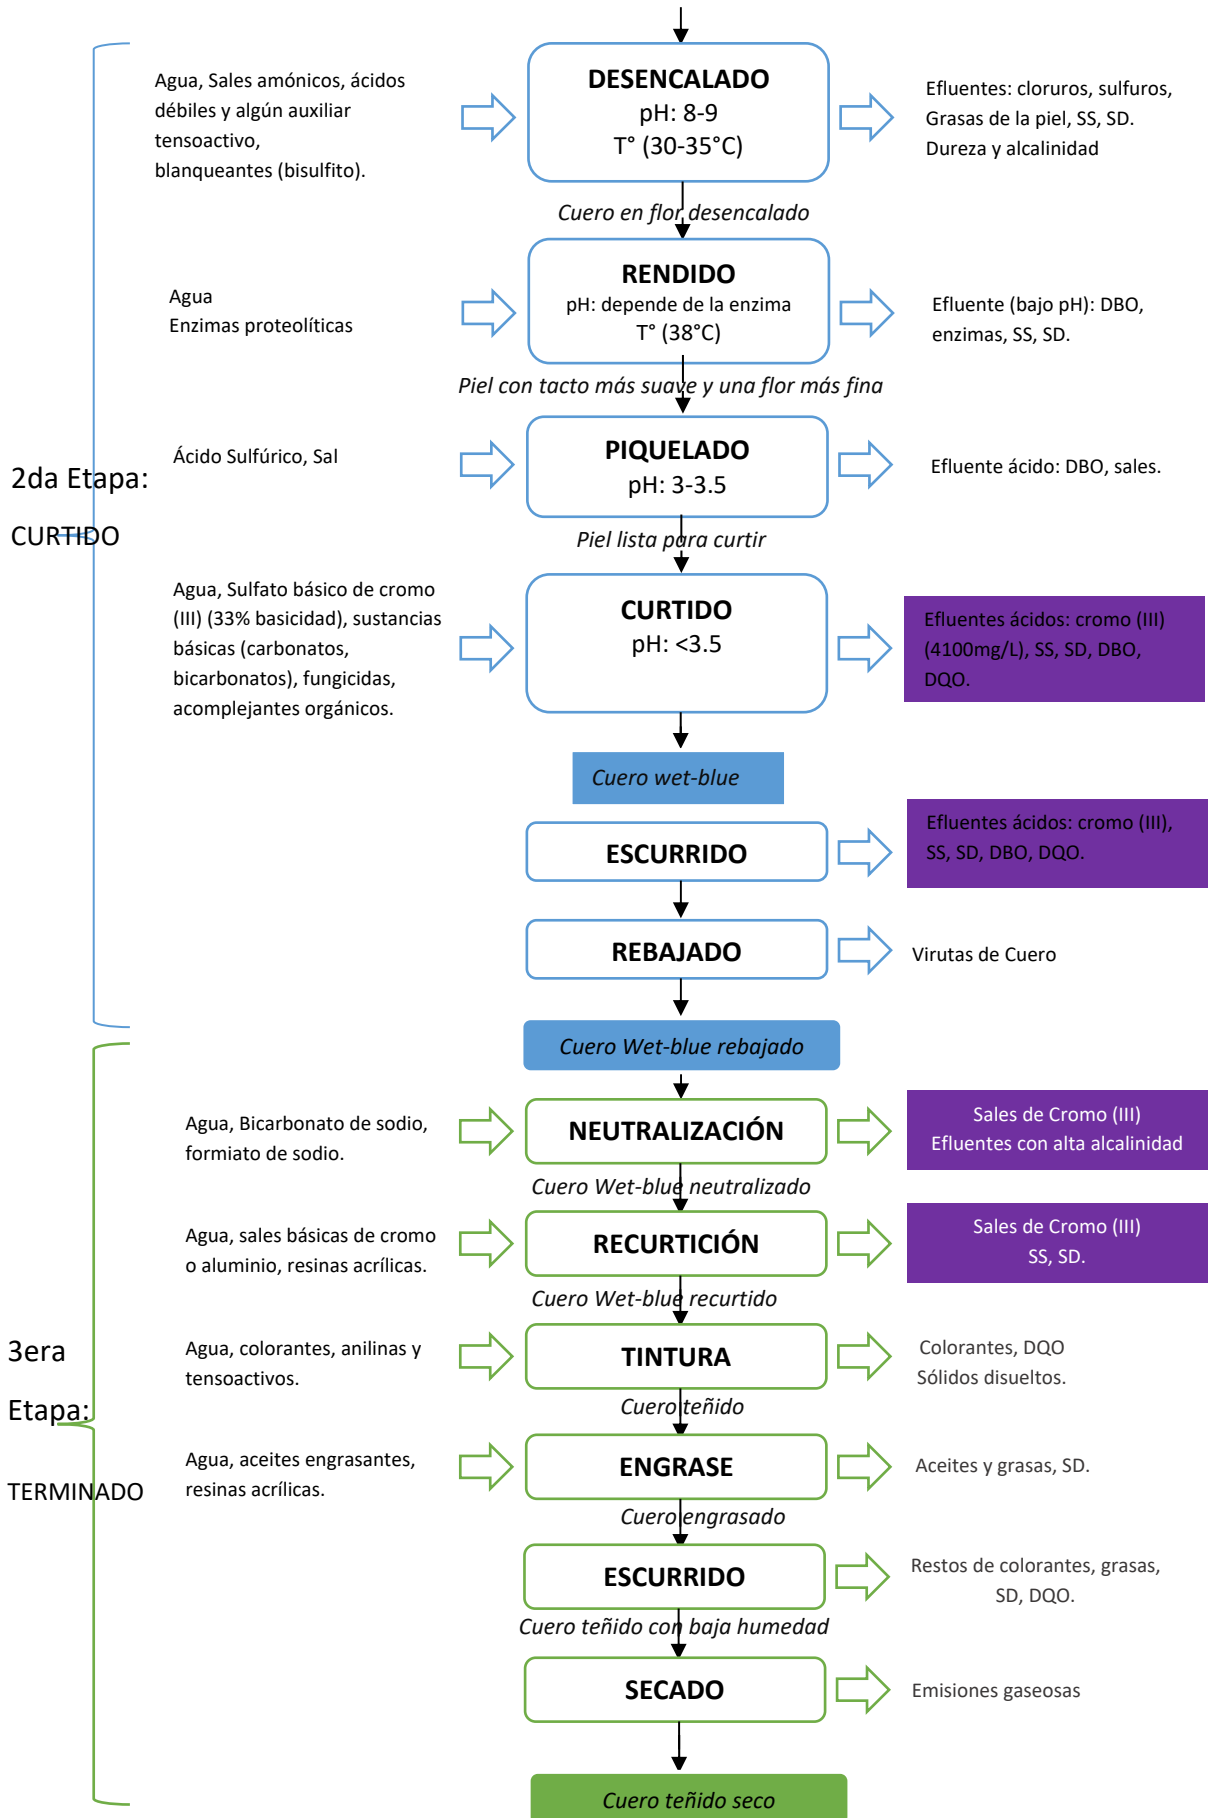 Agua, Sales amónicos, ácidos
débiles y algún auxiliar
tensoactivo,
blanqueantes (bisulfito).
DESENCALADO
pH: 8-9
T° (30-35°C)
Efluentes: cloruros, sulfuros,
Grasas de la piel, SS, SD.
Dureza y alcalinidad
Cuero en flor desencalado
Agua
Enzimas proteolíticas
RENDIDO
pH: depende de la enzima
T° (38°C)
Efluente (bajo pH): DBO,
enzimas, SS, SD.
Piel con tacto más suave y una flor más fina
Ácido Sulfúrico, Sal
PIQUELADO
pH: 3-3.5
Efluente ácido: DBO, sales.
2da Etapa:
CURTIDO
Piel lista para curtir
Agua, Sulfato básico de cromo
(III) (33% basicidad), sustancias
básicas (carbonatos,
bicarbonatos), fungicidas,
acomplejantes orgánicos.
CURTIDO
pH: <3.5
Efluentes ácidos: cromo (III)
(4100mg/L), SS, SD, DBO,
DQO.
Cuero wet-blue
ESCURRIDO
Efluentes ácidos: cromo (III),
SS, SD, DBO, DQO.
REBAJADO
Virutas de Cuero
Cuero Wet-blue rebajado
Agua, Bicarbonato de sodio,
formiato de sodio.
NEUTRALIZACIÓN
Sales de Cromo (III)
Efluentes con alta alcalinidad
Cuero Wet-blue neutralizado
Agua, sales básicas de cromo
o aluminio, resinas acrílicas.
RECURTICIÓN
Sales de Cromo (III)
SS, SD.
Cuero Wet-blue recurtido
3era
Etapa:
TERMINADO
Agua, colorantes, anilinas y
tensoactivos.
TINTURA
Colorantes, DQO
Sólidos disueltos.
Cuero teñido
Agua, aceites engrasantes,
resinas acrílicas.
ENGRASE
Aceites y grasas, SD.
Cuero engrasado
ESCURRIDO
Restos de colorantes, grasas,
SD, DQO.
Cuero teñido con baja humedad
SECADO
Emisiones gaseosas
Cuero teñido seco